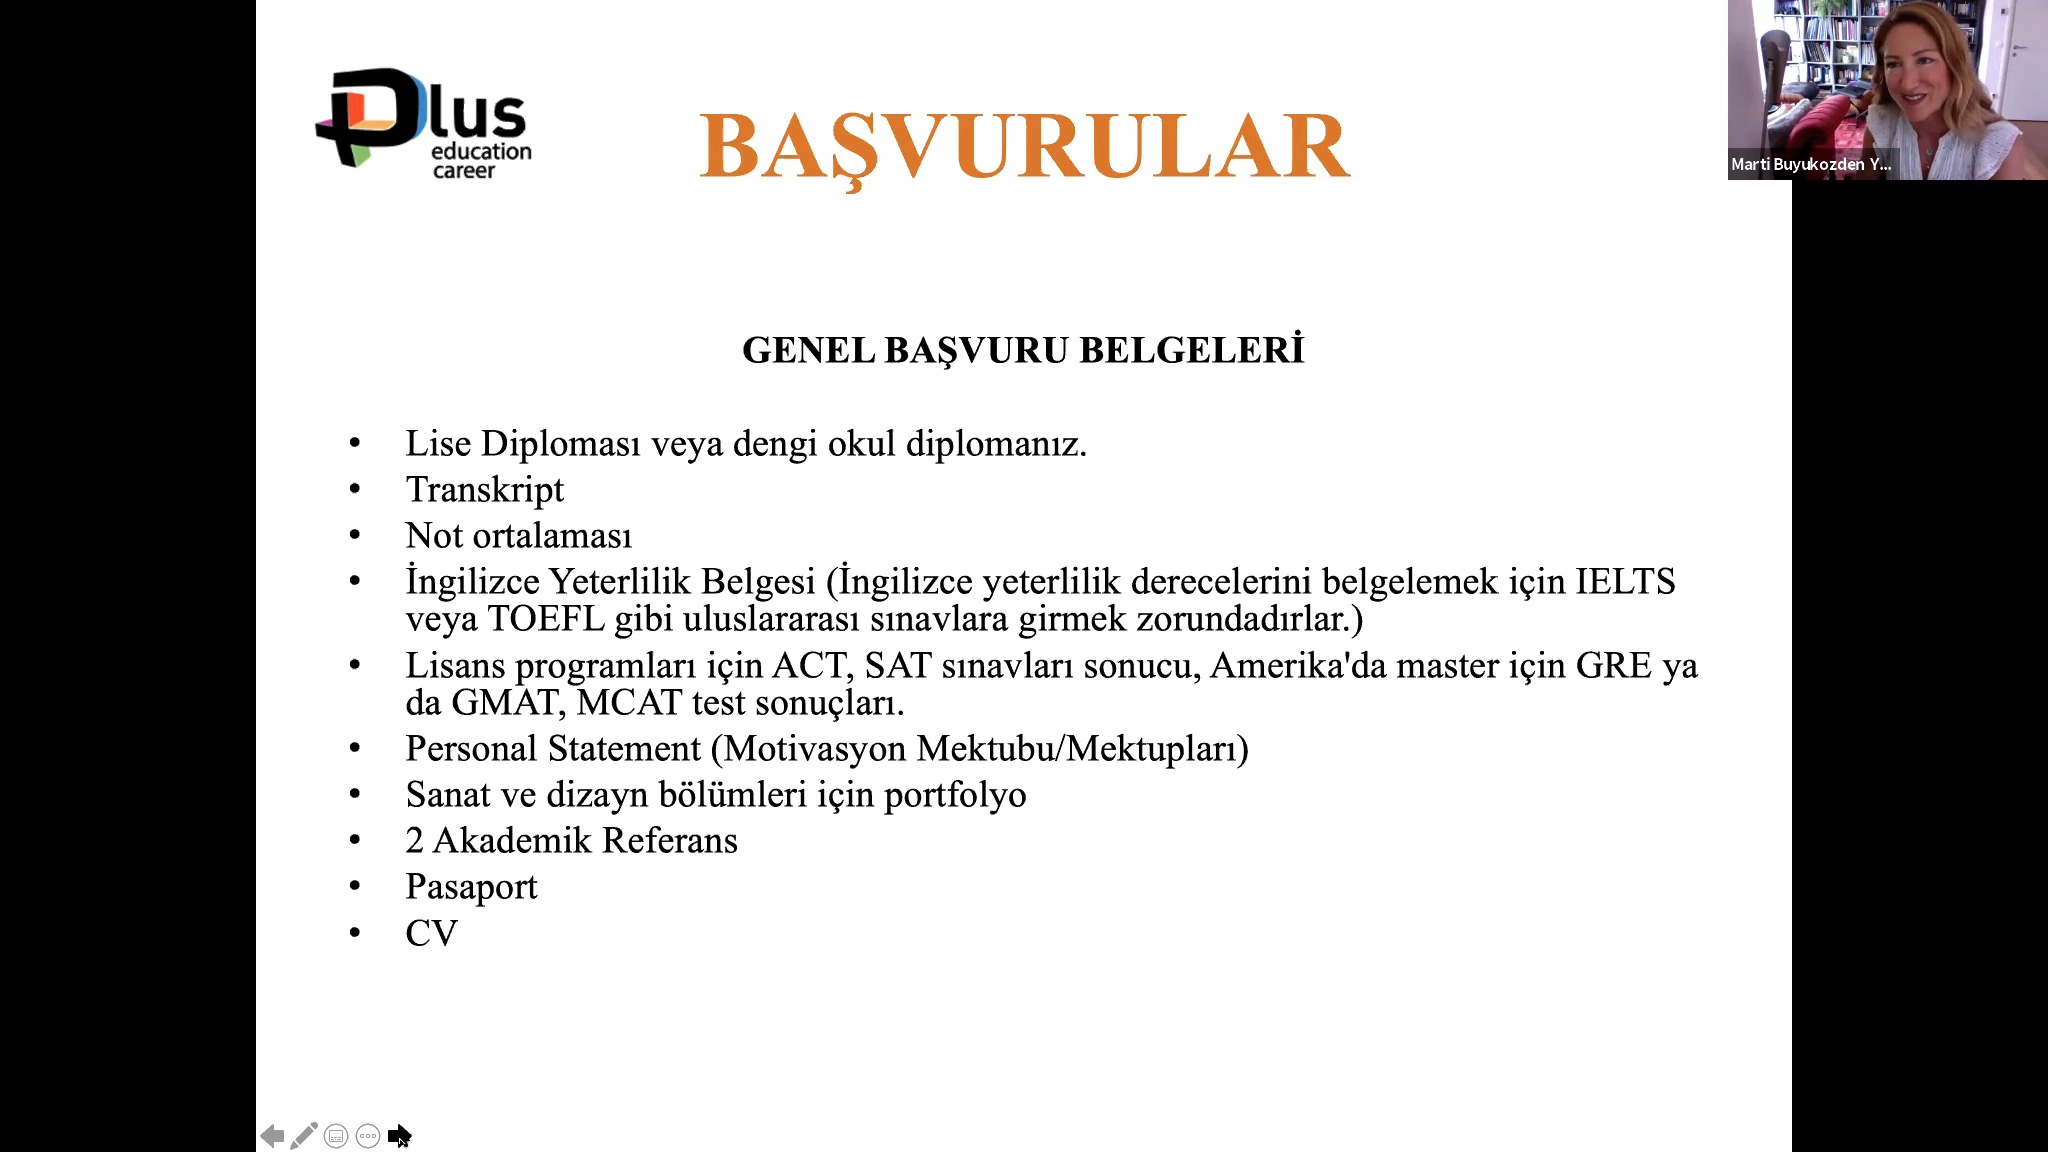 Plus
education
career
BAŞVURULAR
Marti Buyukozden Y...
GENEL BAŞVURU BELGELERİ
• Lise Diploması veya dengi okul diplomanız.
• Transkript
• Not ortalaması
• İngilizce Yeterlilik Belgesi (İngilizce yeterlilik derecelerini belgelemek için IELTS
veya TOEFL gibi uluslararası sınavlara girmek zorundadırlar.)
• Lisans programları için ACT, SAT sınavları sonucu, Amerika'da master için GRE ya
da GMAT, MCAT test sonuçları.
• Personal Statement (Motivasyon Mektubu/Mektupları)
• Sanat ve dizayn bölümleri için portfolyo
• 2 Akademik Referans
• Pasaport
• CV